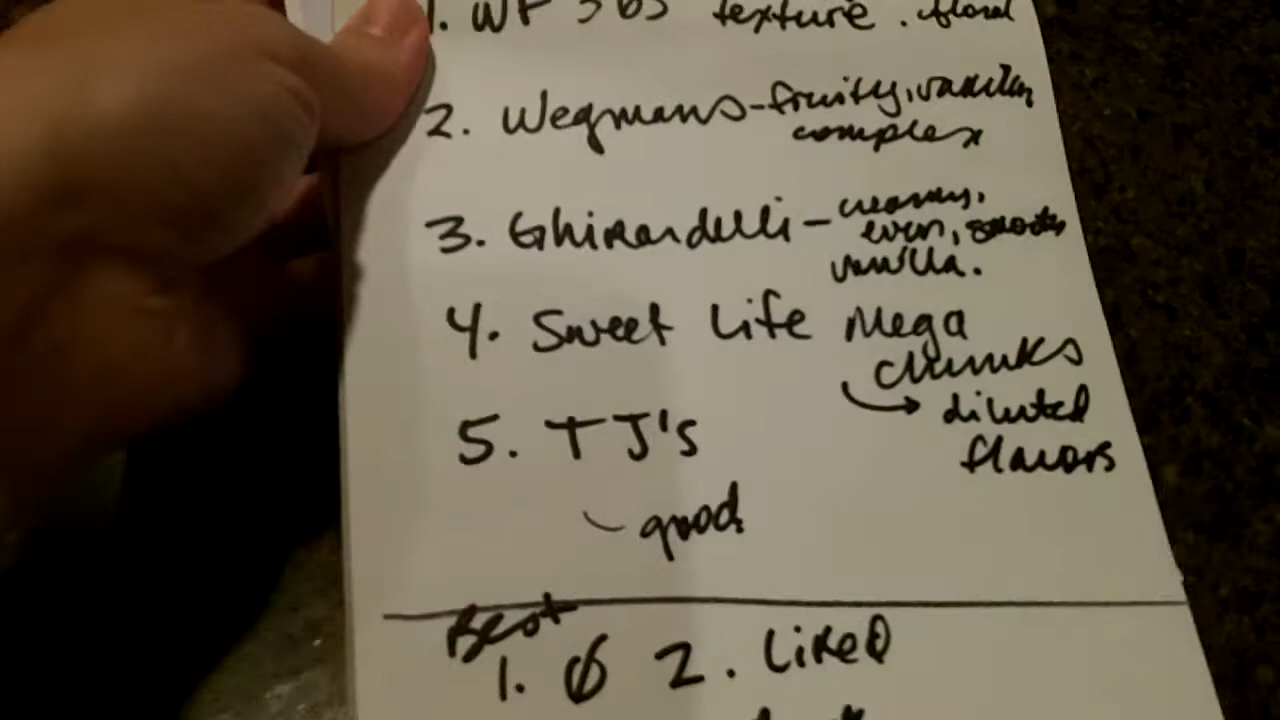 1. WF 365 texture. floral
2. Wegmans - fruity, vanilla,
complex
3. Ghirardelli - creamy,
even, smooth
vanilla.
4. Sweet Life Mega
chunks
→ diluted
flavors
5. TJ's
- good
Best
1. Ø 2. Liked